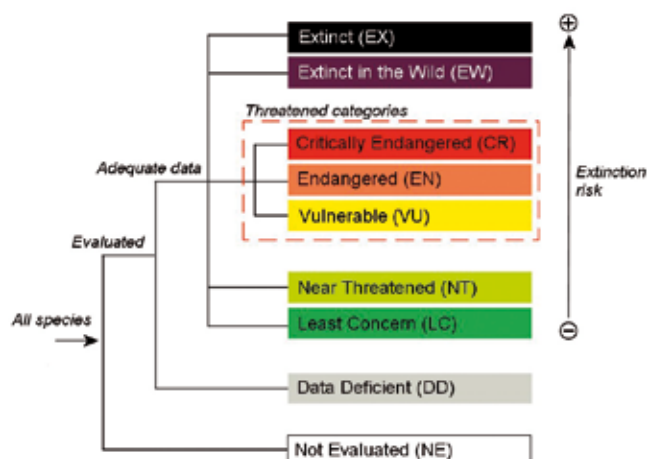 Extinct (EX)
Extinct in the Wild (EW)
Threatened categories
Critically Endangered (CR)
Adequate data
Endangered (EN)
Extinction
risk
Vulnerable (VU)
Evaluated
Near Threatened (NT)
All species
Least Concern (LC)
Data Deficient (DD)
Not Evaluated (NE)